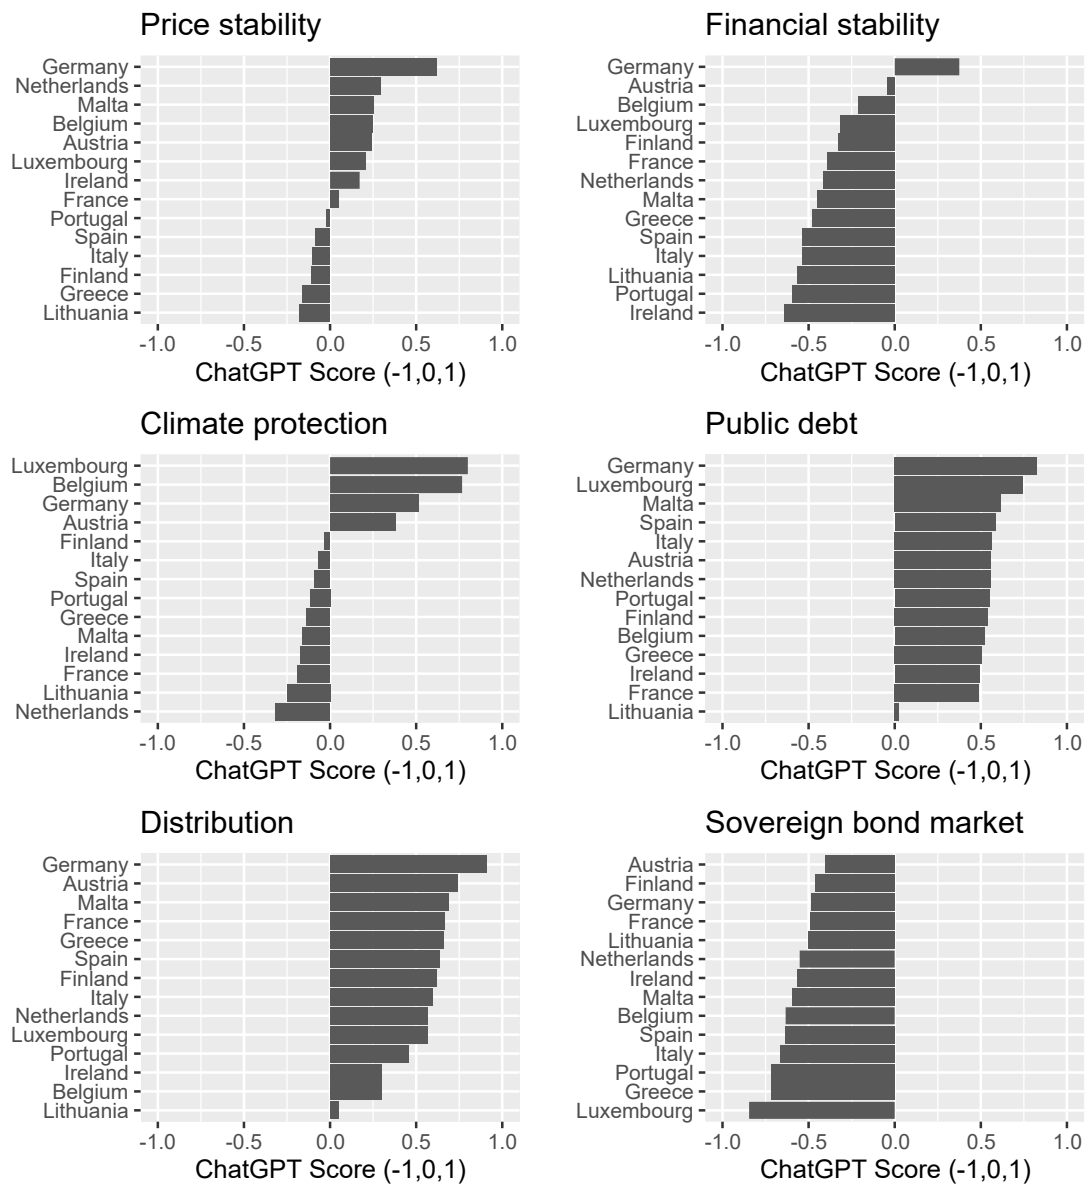 Price stability
Germany
Netherlands
Malta
Belgium
Austria
Luxembourg
Ireland
France
Portugal
Spain
Italy
Finland
Greece
Lithuania
-1.0 -0.5 0.0 0.5 1.0
ChatGPT Score (-1,0,1)
Financial stability
Germany
Austria
Belgium
Luxembourg
Finland
France
Netherlands
Malta
Greece
Spain
Italy
Lithuania
Portugal
Ireland
-1.0 -0.5 0.0 0.5 1.0
ChatGPT Score (-1,0,1)
Climate protection
Luxembourg
Belgium
Germany
Austria
Finland
Italy
Spain
Portugal
Greece
Malta
Ireland
France
Lithuania
Netherlands
-1.0 -0.5 0.0 0.5 1.0
ChatGPT Score (-1,0,1)
Public debt
Germany
Luxembourg
Malta
Spain
Italy
Austria
Netherlands
Portugal
Finland
Belgium
Greece
Ireland
France
Lithuania
-1.0 -0.5 0.0 0.5 1.0
ChatGPT Score (-1,0,1)
Distribution
Germany
Austria
Malta
France
Greece
Spain
Finland
Italy
Netherlands
Luxembourg
Portugal
Ireland
Belgium
Lithuania
-1.0 -0.5 0.0 0.5 1.0
ChatGPT Score (-1,0,1)
Sovereign bond market
Austria
Finland
Germany
France
Lithuania
Netherlands
Ireland
Malta
Belgium
Spain
Italy
Portugal
Greece
Luxembourg
-1.0 -0.5 0.0 0.5 1.0
ChatGPT Score (-1,0,1)